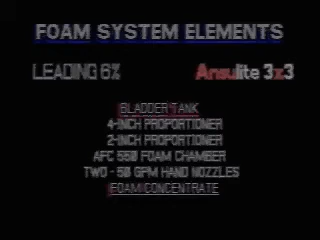 FOAM SYSTEM ELEMENTS
LEADING 6% Ansulite 3x3
BLADDER TANK
4-INCH PROPORTIONER
2-INCH PROPORTIONER
AFC 550 FOAM CHAMBER
TWO - 50 GPM HAND NOZZLES
FOAM CONCENTRATE